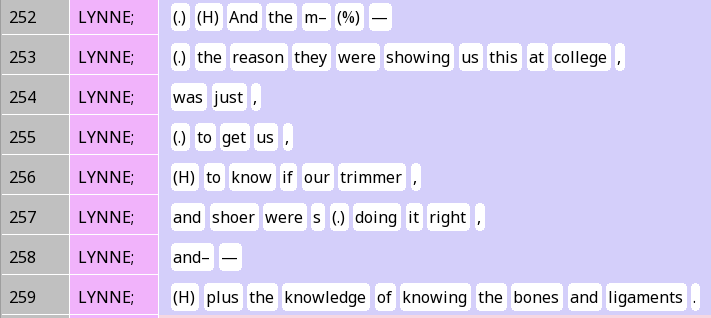 252 LYNNE; (.) (H) And the m– (%) —
253 LYNNE; (.) the reason they were showing us this at college ,
254 LYNNE; was just ,
255 LYNNE; (.) to get us ,
256 LYNNE; (H) to know if our trimmer ,
257 LYNNE; and shoer were s (.) doing it right ,
258 LYNNE; and– —
259 LYNNE; (H) plus the knowledge of knowing the bones and ligaments .